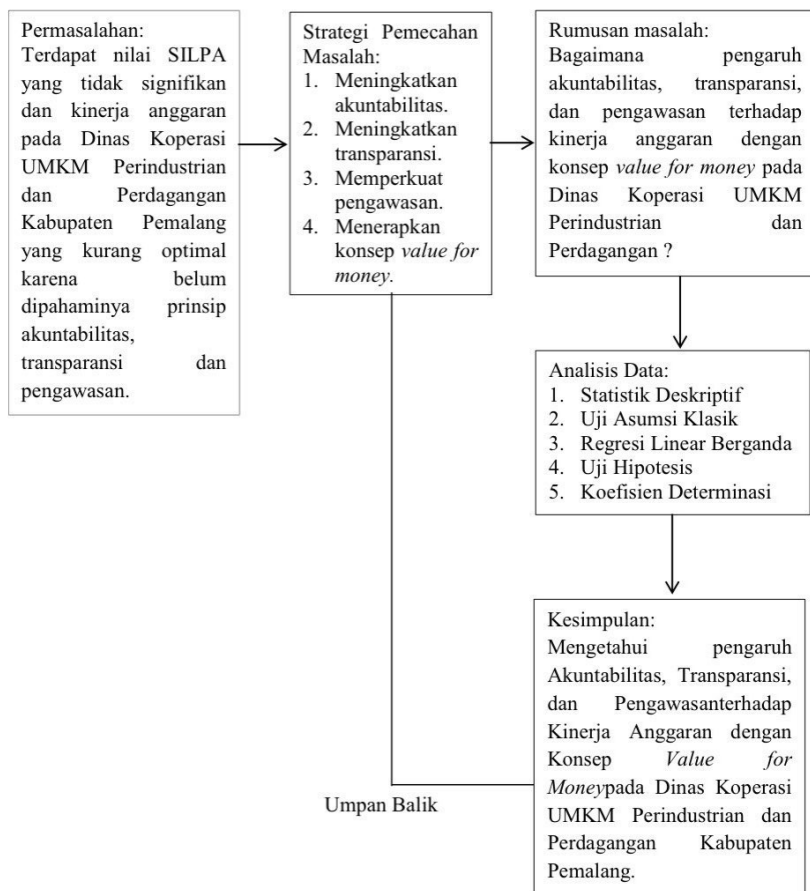 Permasalahan:
Terdapat nilai SILPA
yang tidak signifikan
dan kinerja anggaran
pada Dinas Koperasi
UMKM Perindustrian
dan Perdagangan
Kabupaten Pemalang
yang kurang optimal
karena belum
dipahaminya prinsip
akuntabilitas,
transparansi dan
pengawasan.
Strategi Pemecahan
Masalah:
1. Meningkatkan
akuntabilitas.
2. Meningkatkan
transparansi.
3. Memperkuat
pengawasan.
4. Menerapkan
konsep value for
money.
Rumusan masalah:
Bagaimana pengaruh
akuntabilitas, transparansi,
dan pengawasan terhadap
kinerja anggaran dengan
konsep value for money pada
Dinas Koperasi UMKM
Perindustrian dan
Perdagangan ?
Analisis Data:
1. Statistik Deskriptif
2. Uji Asumsi Klasik
3. Regresi Linear Berganda
4. Uji Hipotesis
5. Koefisien Determinasi
Kesimpulan:
Mengetahui pengaruh
Akuntabilitas, Transparansi,
dan Pengawasanterhadap
Kinerja Anggaran dengan
Konsep Value for
Moneypada Dinas Koperasi
UMKM Perindustrian dan
Perdagangan Kabupaten
Pemalang.
Umpan Balik